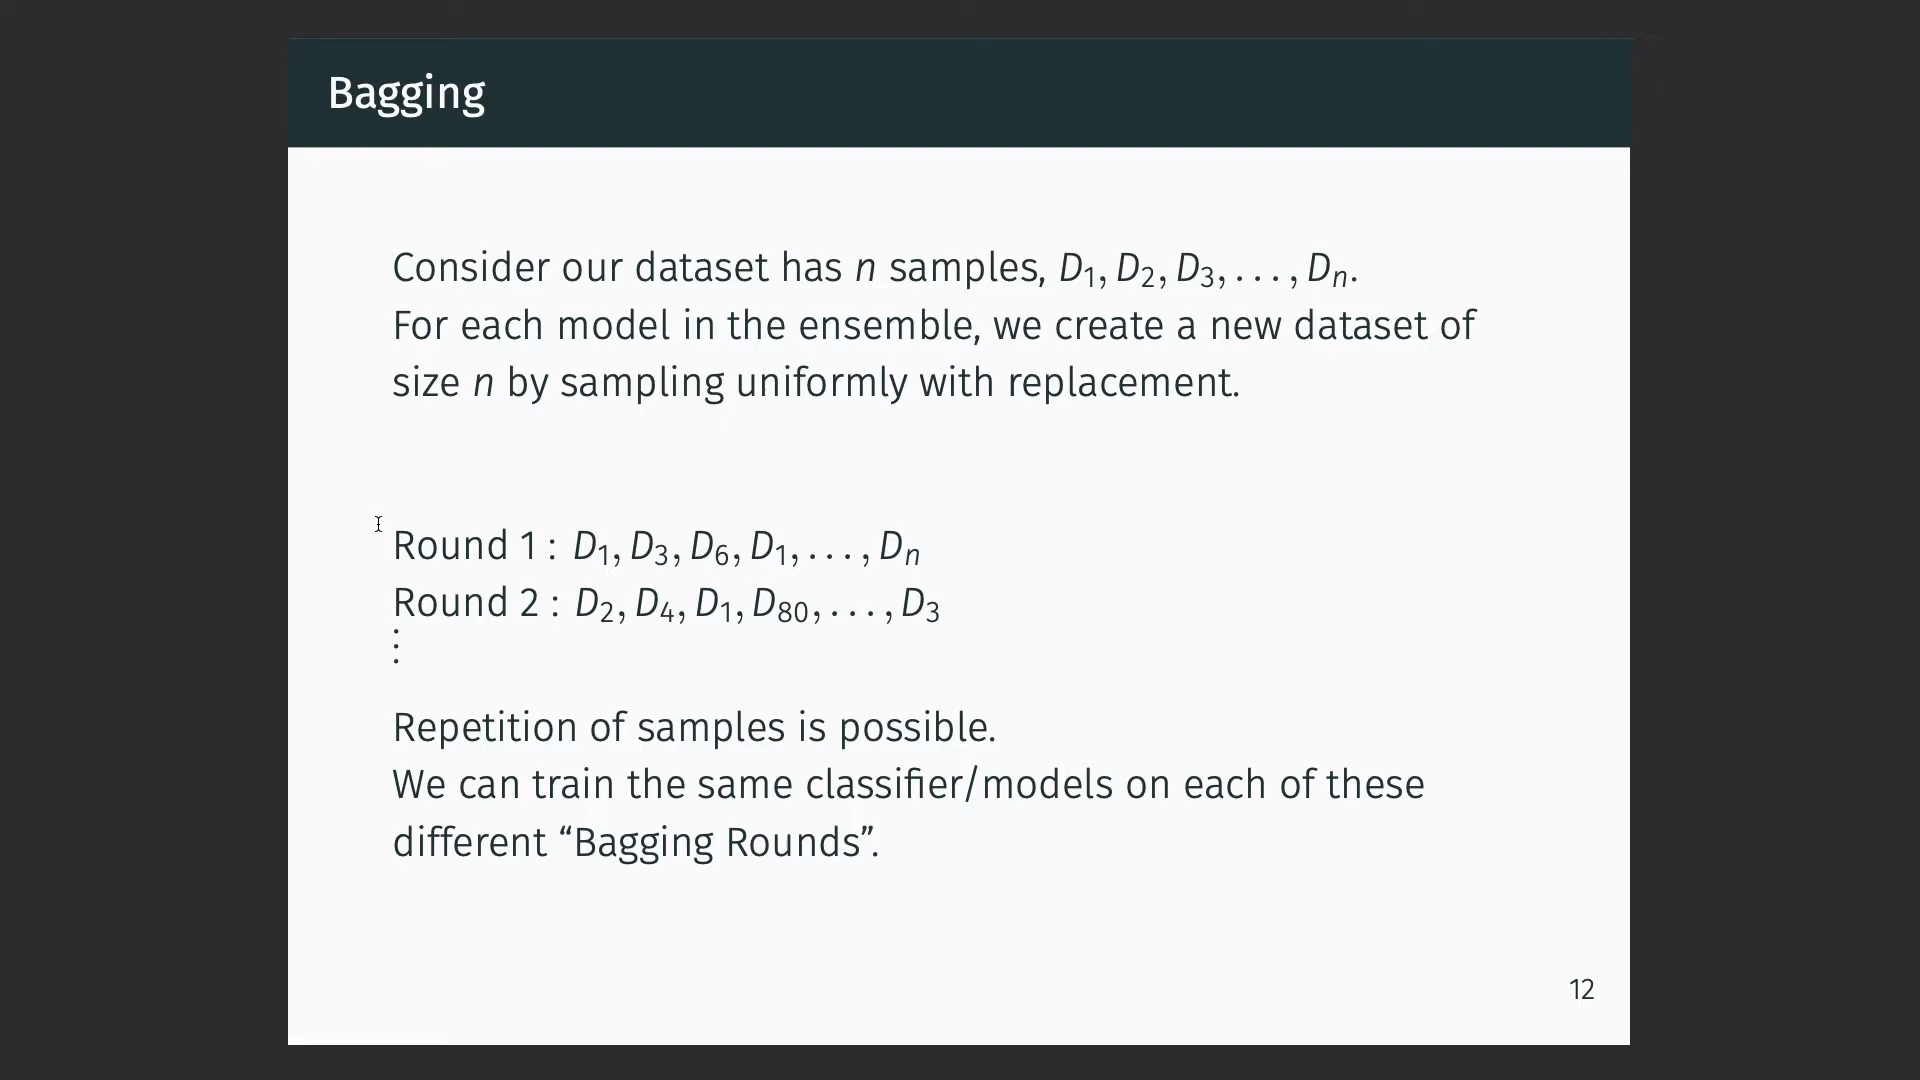 Bagging
Consider our dataset has n samples, D₁, D₂, D₃, . . . , Dₙ.
For each model in the ensemble, we create a new dataset of
size n by sampling uniformly with replacement.
Round 1 : D₁, D₃, D₆, D₁, . . . , Dₙ
Round 2 : D₂, D₄, D₁, D₈₀, . . . , D₃
⋮
Repetition of samples is possible.
We can train the same classifier/models on each of these
different “Bagging Rounds”.
12